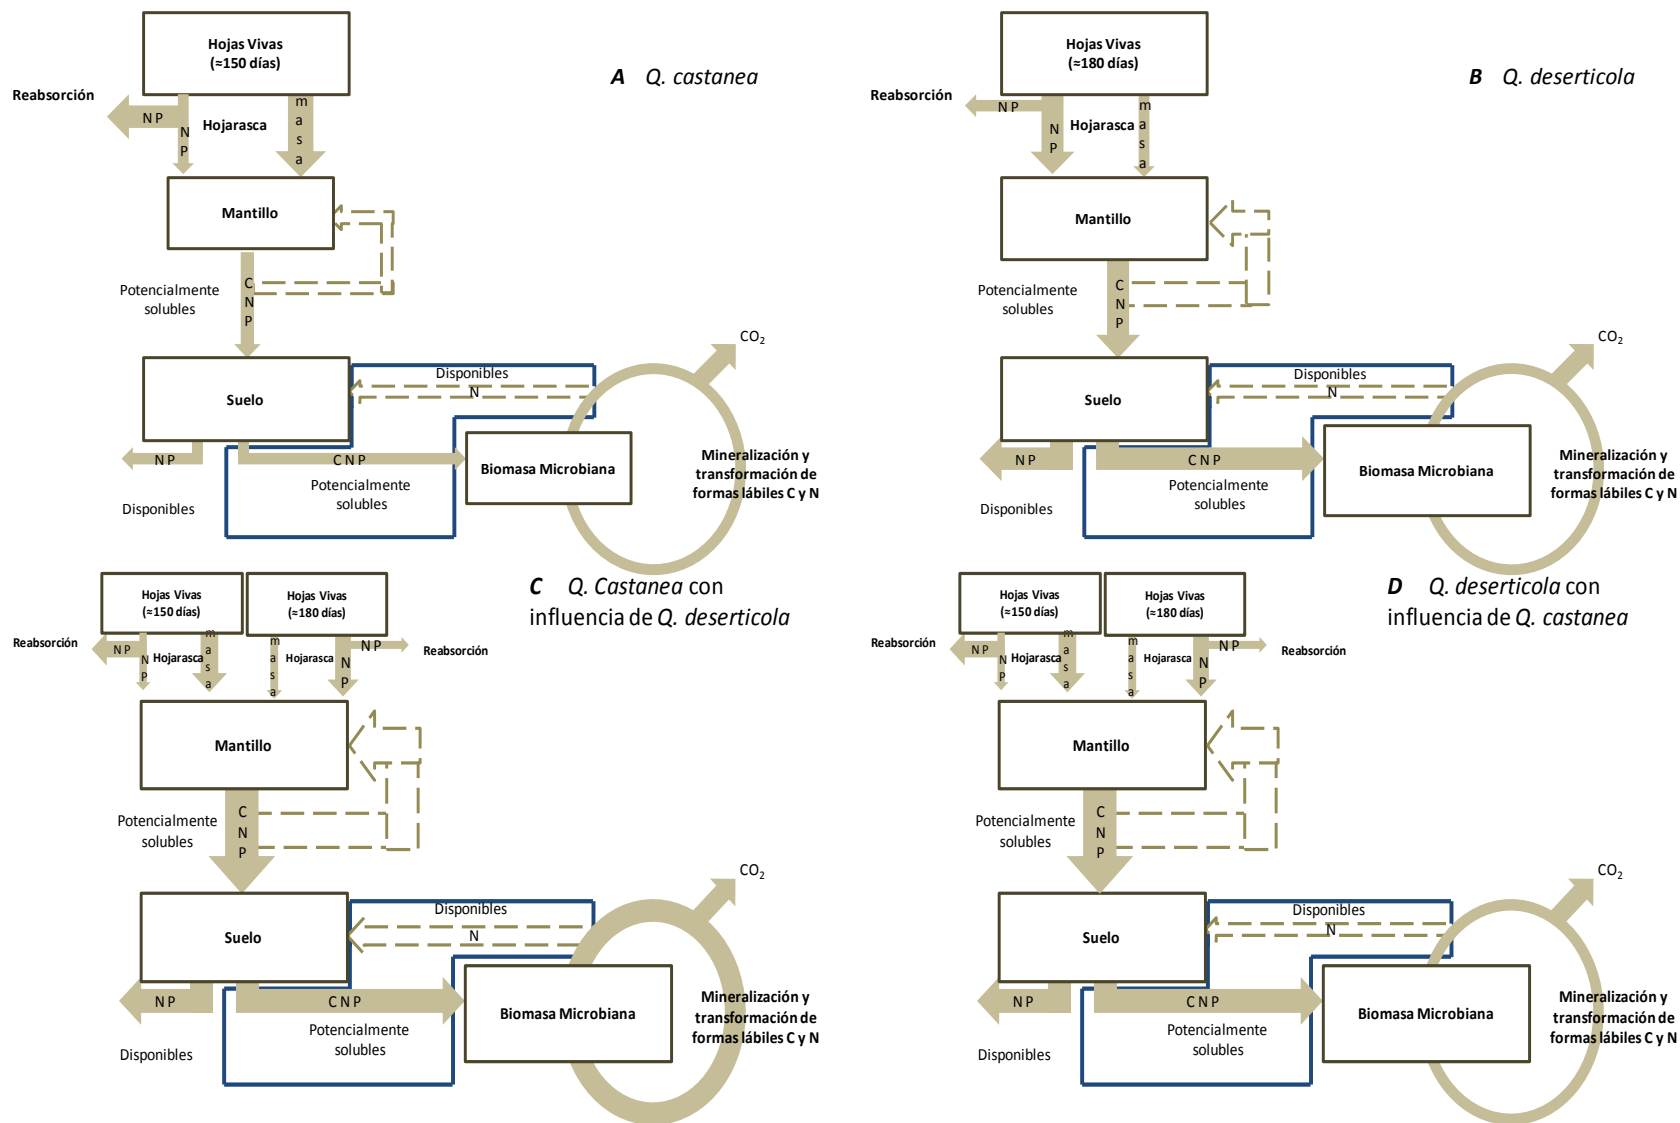 A Q. castanea
Hojas Vivas
(≈150 días)
Reabsorción
N P
N
P
Hojarasca
m
a
s
a
Mantillo
Potencialmente
solubles
C
N
P
CO2
Disponibles
N
Suelo
N P
C N P
Biomasa Microbiana
Mineralización y
transformación de
formas lábiles C y N
Potencialmente
solubles
Disponibles
B Q. deserticola
Hojas Vivas
(≈180 días)
Reabsorción
N P
N
P
Hojarasca
m
a
s
a
Mantillo
Potencialmente
solubles
C
N
P
CO2
Disponibles
N
Suelo
N P
C N P
Biomasa Microbiana
Mineralización y
transformación de
formas lábiles C y N
Potencialmente
solubles
Disponibles
C Q. Castanea con
influencia de Q. deserticola
Hojas Vivas
(≈150 días)
Hojas Vivas
(≈180 días)
Reabsorción
N P
N
P
Hojarasca
m
a
s
a
m
a
s
a
Hojarasca
N P
N
P
Reabsorción
Mantillo
Potencialmente
solubles
C
N
P
CO2
Disponibles
N
Suelo
N P
C N P
Biomasa Microbiana
Mineralización y
transformación de
formas lábiles C y N
Potencialmente
solubles
Disponibles
D Q. deserticola con
influencia de Q. castanea
Hojas Vivas
(≈150 días)
Hojas Vivas
(≈180 días)
Reabsorción
N P
N
P
Hojarasca
m
a
s
a
m
a
s
a
Hojarasca
N P
N
P
Reabsorción
Mantillo
Potencialmente
solubles
C
N
P
CO2
Disponibles
N
Suelo
N P
C N P
Biomasa Microbiana
Mineralización y
transformación de
formas lábiles C y N
Potencialmente
solubles
Disponibles